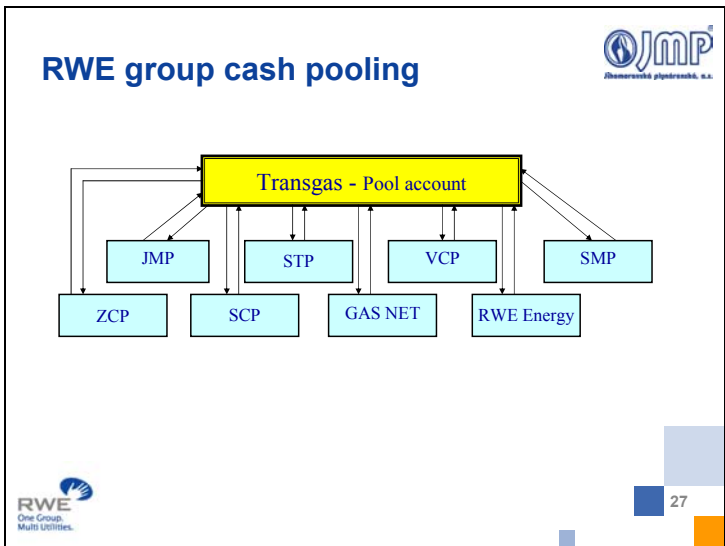 RWE group cash pooling
JMP
Jihomoravská plynárenská, a.s.
Transgas - Pool account
JMP
STP
VCP
SMP
ZCP
SCP
GAS NET
RWE Energy
RWE
One Group.
Multi Utilities.
27